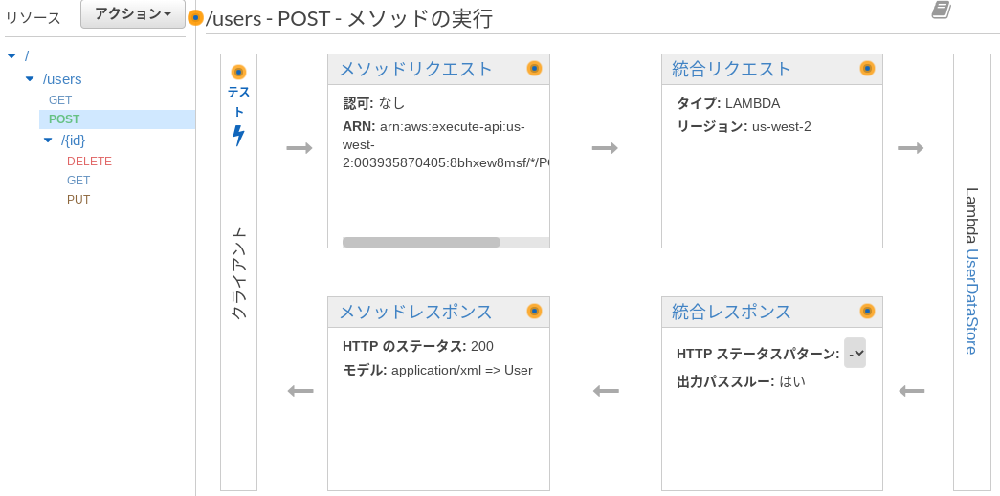 リソース
アクション
/
/users
GET
POST
/{id}
DELETE
GET
PUT
/users - POST - メソッドの実行
テス
ト
クライアント
メソッドリクエスト
認可: なし
ARN: arn:aws:execute-api:us-
west-
2:003935870405:8bhxew8msf/*/PO
統合リクエスト
タイプ: LAMBDA
リージョン: us-west-2
Lambda UserDataStore
メソッドレスポンス
HTTP のステータス: 200
モデル: application/xml => User
統合レスポンス
HTTP ステータスパターン: -
出力パススルー: はい